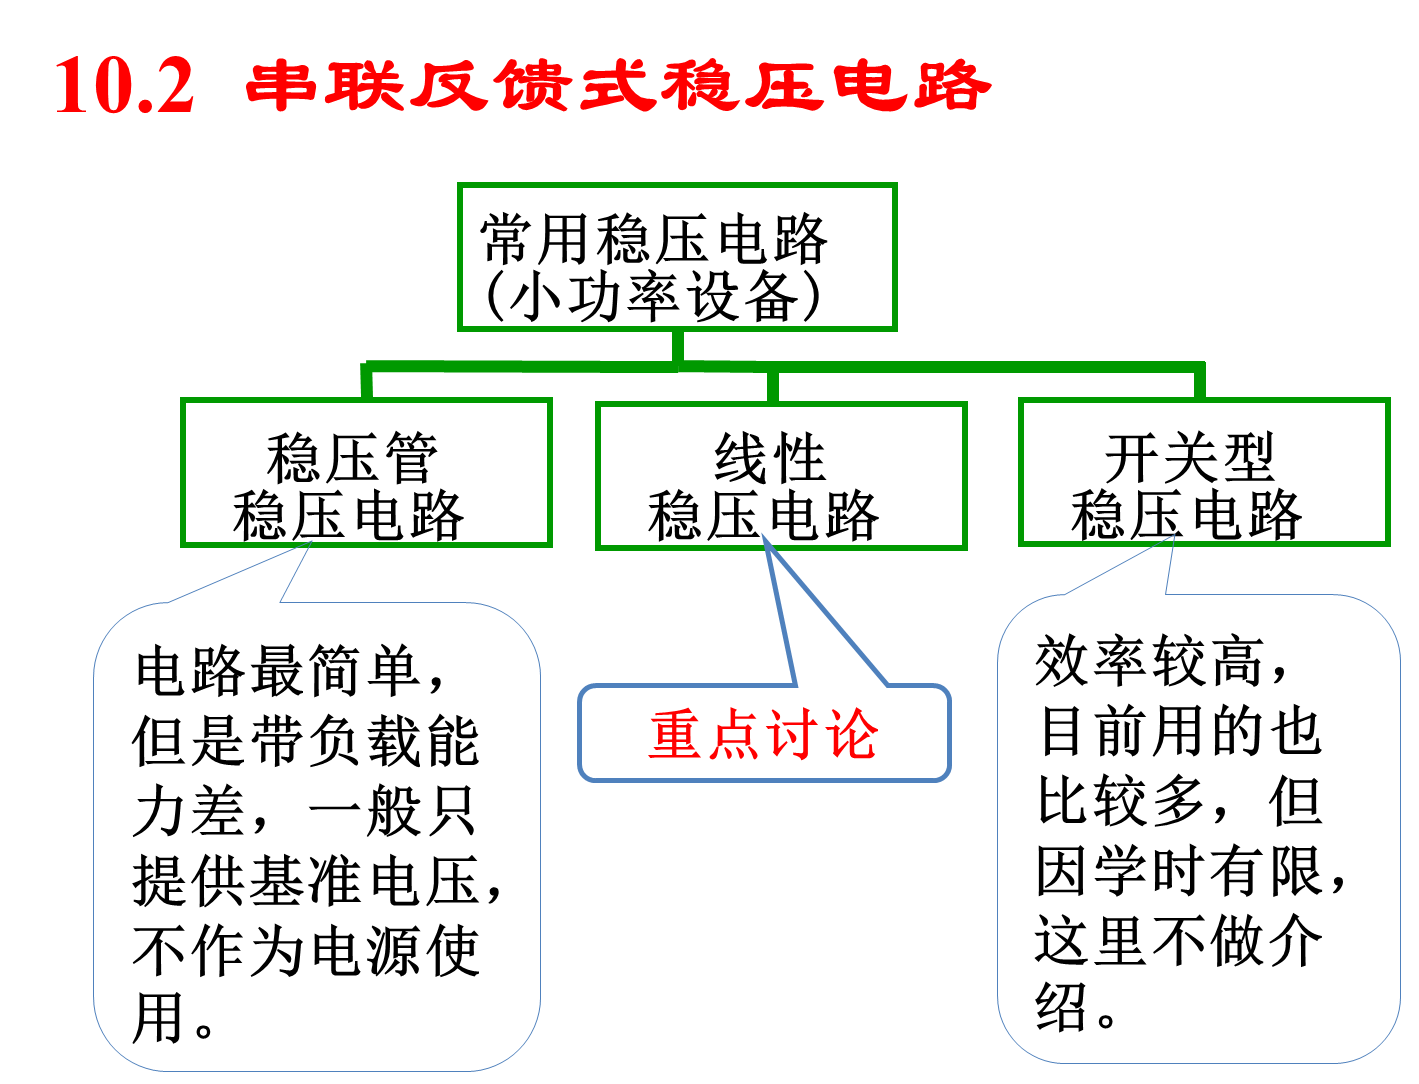 10.2 串联反馈式稳压电路
常用稳压电路
(小功率设备)
稳压管
稳压电路
线性
稳压电路
开关型
稳压电路
电路最简单，
但是带负载能
力差，一般只
提供基准电压，
不作为电源使
用。
重点讨论
效率较高，
目前用的也
比较多，但
因学时有限，
这里不做介
绍。